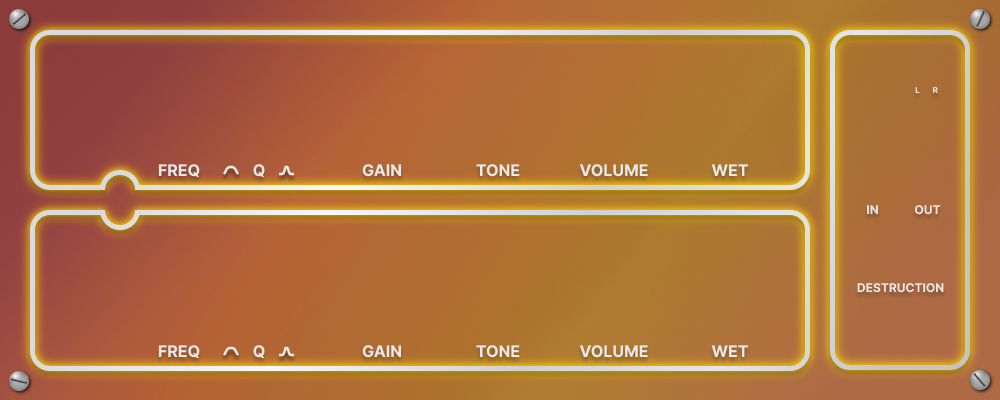 L R
FREQ Q GAIN TONE VOLUME WET
IN OUT
DESTRUCTION
FREQ Q GAIN TONE VOLUME WET